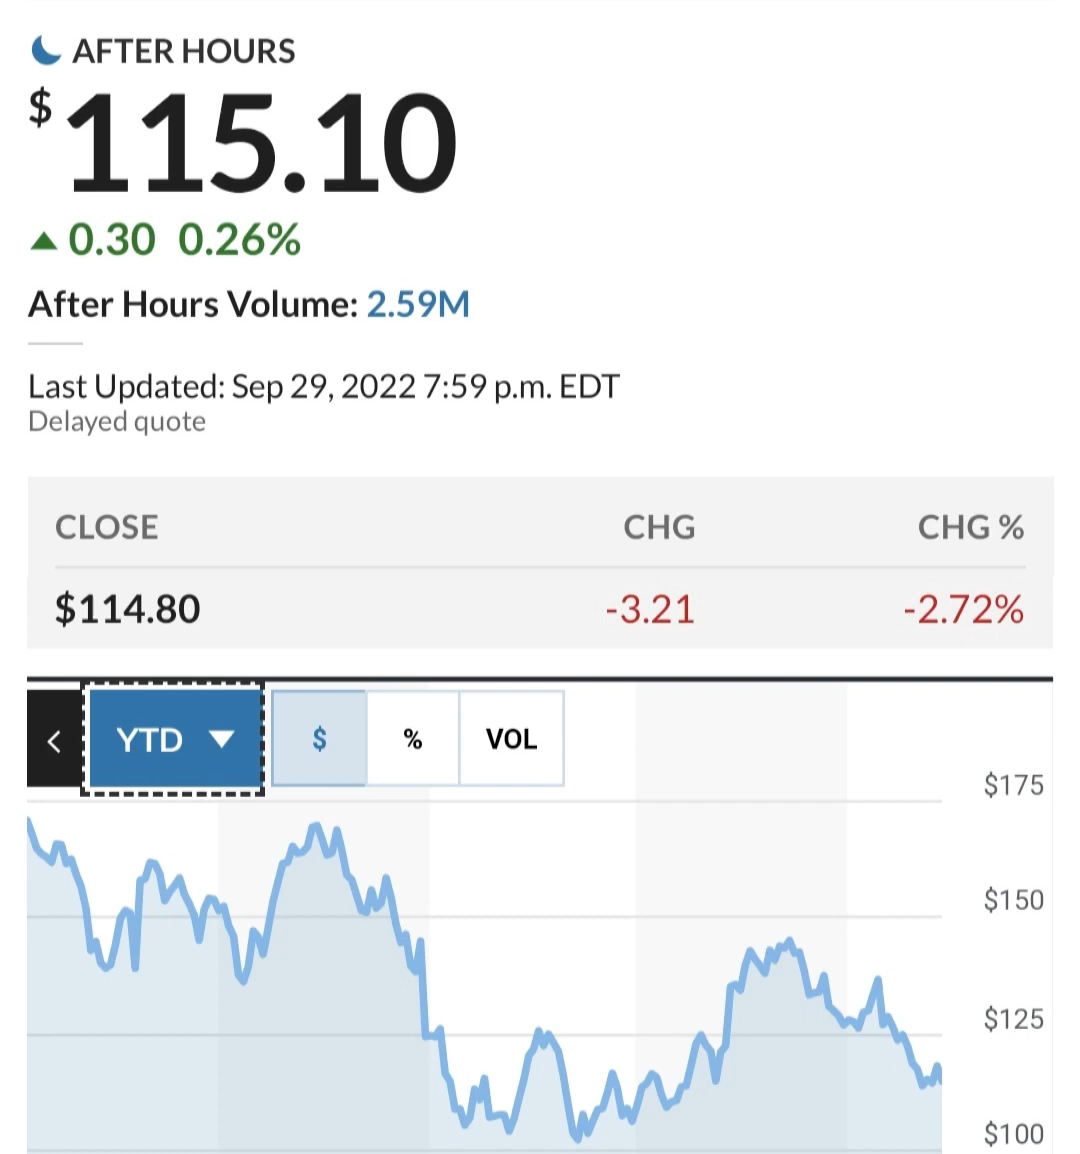 AFTER HOURS
$115.10
0.30 0.26%
After Hours Volume: 2.59M
Last Updated: Sep 29, 2022 7:59 p.m. EDT
Delayed quote
CLOSE CHG CHG %
$114.80 -3.21 -2.72%
YTD $ % VOL
$175
$150
$125
$100